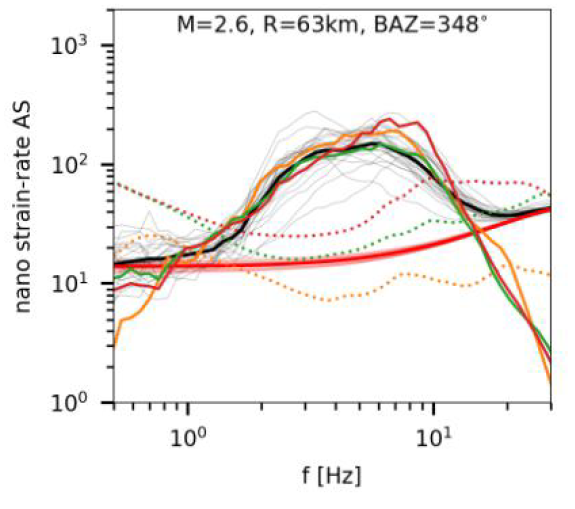 M=2.6, R=63km, BAZ=348°
10³
10²
10¹
10⁰
nano strain-rate AS
10⁰ 10¹
f [Hz]